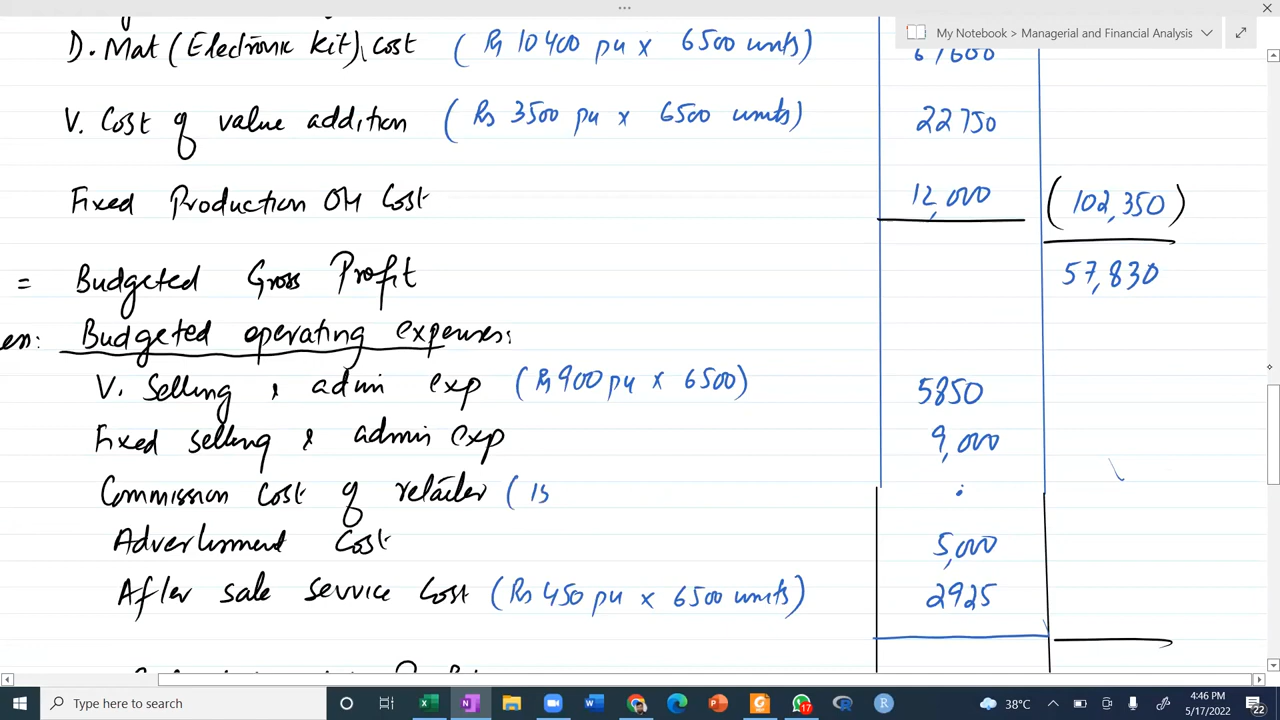 My Notebook > Managerial and Financial Analysis
D. Mat (Electronic kit) cost (Rs 10400 pu x 6500 units) 67600
V. Cost of value addition (Rs 3500 pu x 6500 units) 22750
Fixed Production OH Cost 12,000 (102,350)
= Budgeted Gross Profit 57,830
Budgeted operating expenses:
V. Selling & admin exp (Rs 900 pu x 6500) 5850
Fixed selling & admin exp 9,000
Commission Cost of retailer (15
Advertisment Cost 5,000
After sale service Cost (Rs 450 pu x 6500 units) 2925
Type here to search
17
38°C
4:46 PM
5/17/2022
22